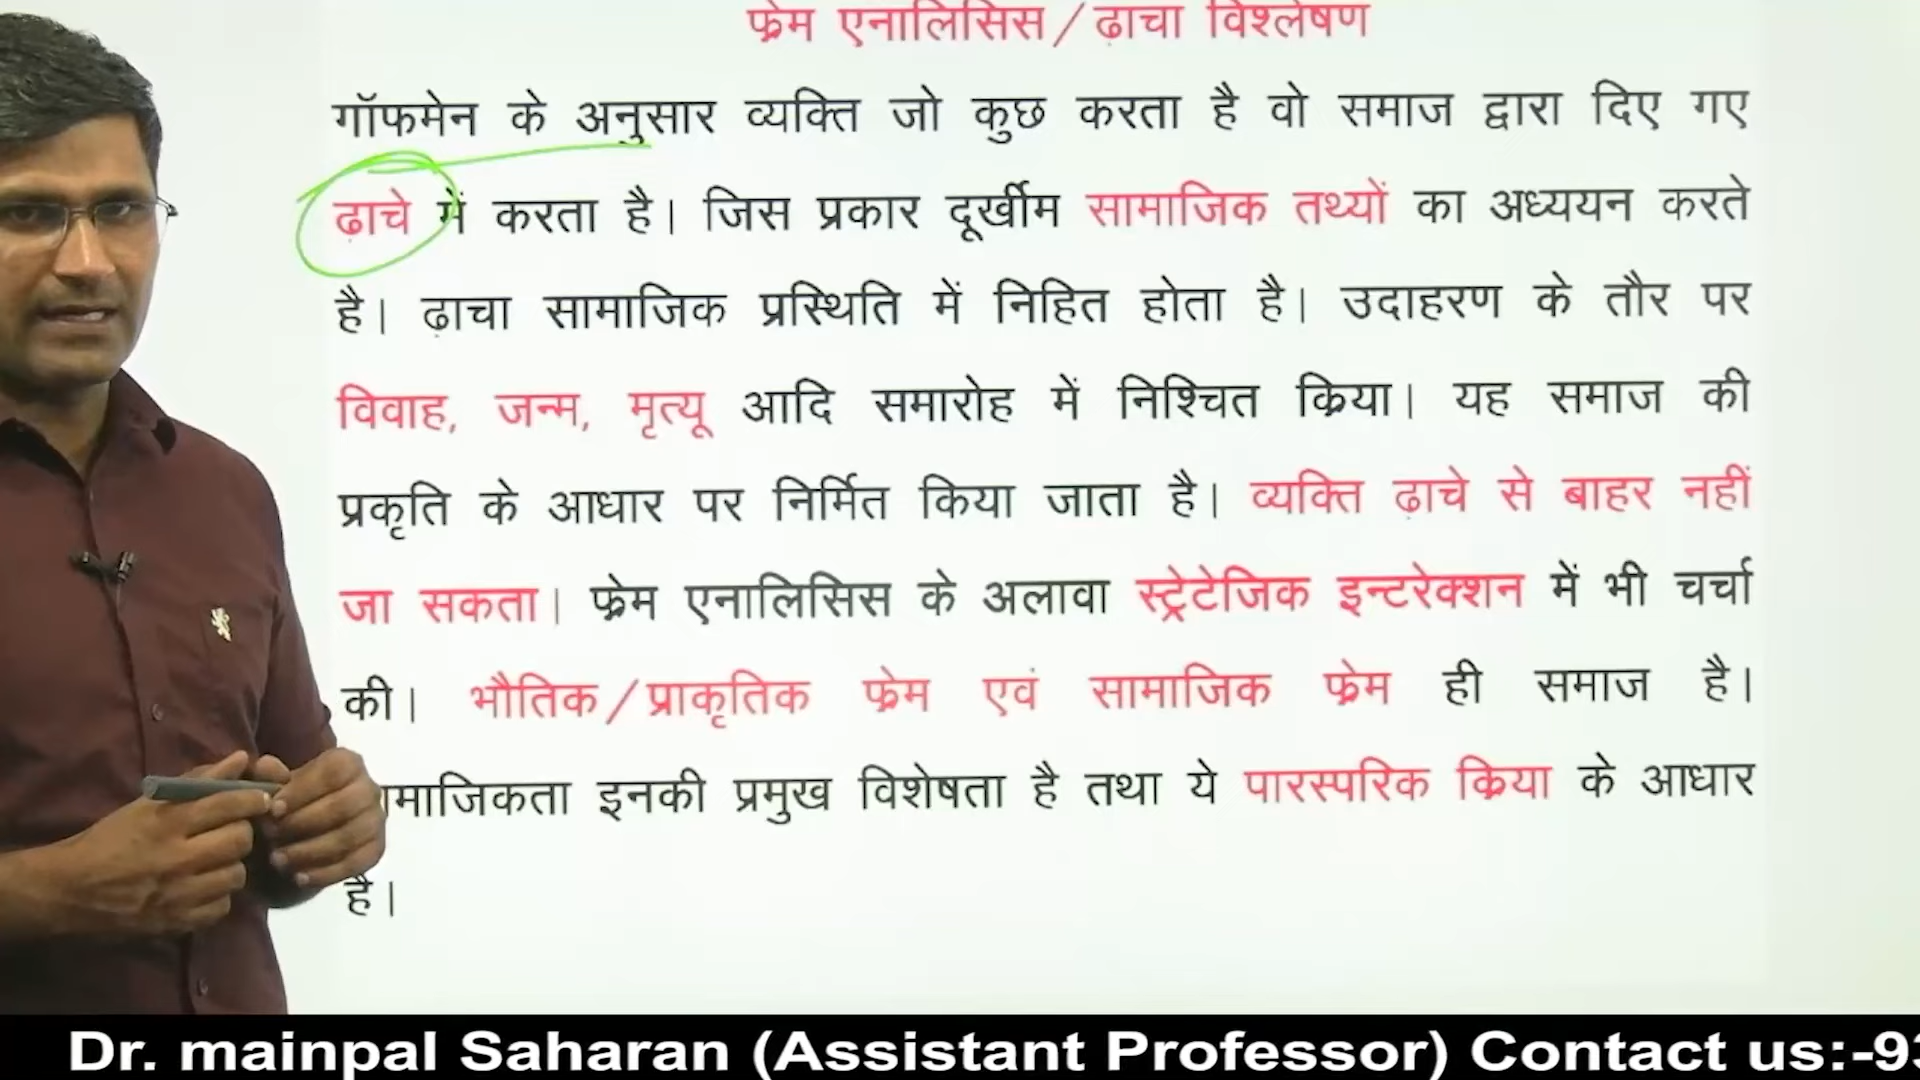 फ्रेम एनालिसिस/ढ़ाचा विश्लेषण
गॉफमेन के अनुसार व्यक्ति जो कुछ करता है वो समाज द्वारा दिए गए
ढ़ाचे में करता है। जिस प्रकार दूर्खीम सामाजिक तथ्यों का अध्ययन करते
है। ढ़ाचा सामाजिक प्रस्थिति में निहित होता है। उदाहरण के तौर पर
विवाह, जन्म, मृत्यू आदि समारोह में निश्चित क्रिया। यह समाज की
प्रकृति के आधार पर निर्मित किया जाता है। व्यक्ति ढ़ाचे से बाहर नहीं
जा सकता। फ्रेम एनालिसिस के अलावा स्ट्रेटेजिक इन्टरेक्शन में भी चर्चा
की। भौतिक/प्राकृतिक फ्रेम एवं सामाजिक फ्रेम ही समाज है।
माजिकता इनकी प्रमुख विशेषता है तथा ये पारस्परिक क्रिया के आधार
है।
Dr. mainpal Saharan (Assistant Professor) Contact us:-93